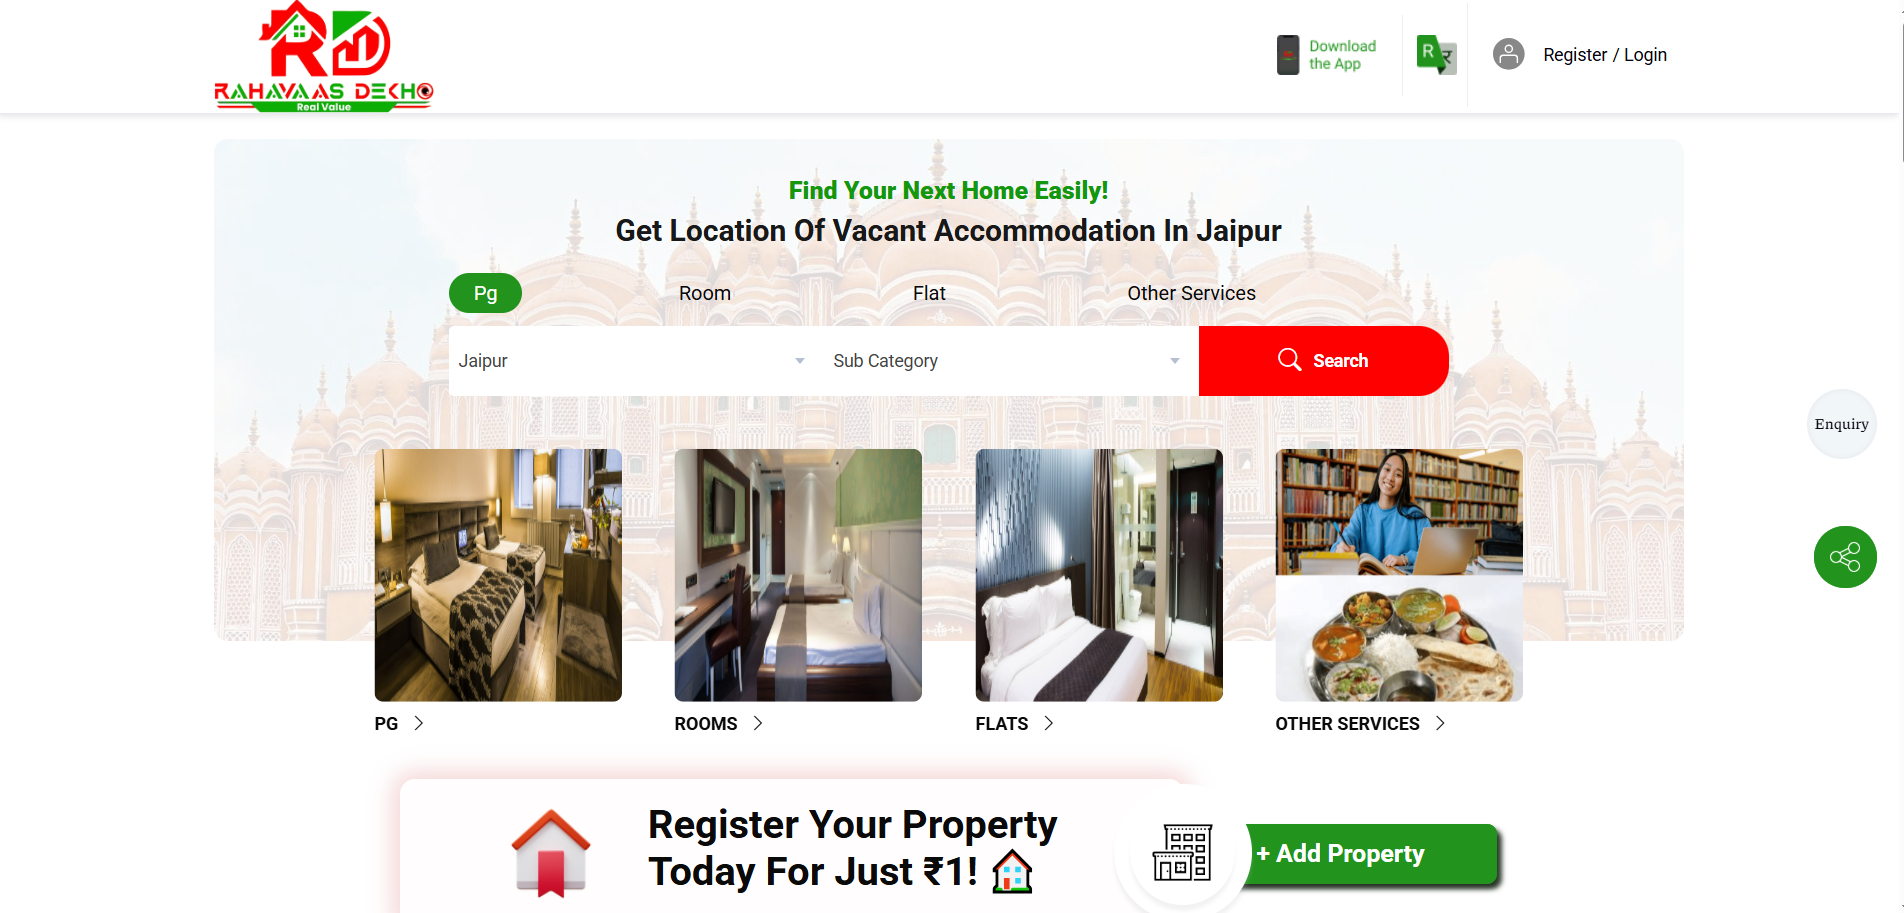 RD
RAHAVAAS DEKHO
Real Value
Download
the App
R र
Register / Login
Find Your Next Home Easily!
Get Location Of Vacant Accommodation In Jaipur
Pg
Room
Flat
Other Services
Jaipur
Sub Category
Search
Enquiry
PG
ROOMS
FLATS
OTHER SERVICES
Register Your Property
Today For Just ₹1!
+ Add Property